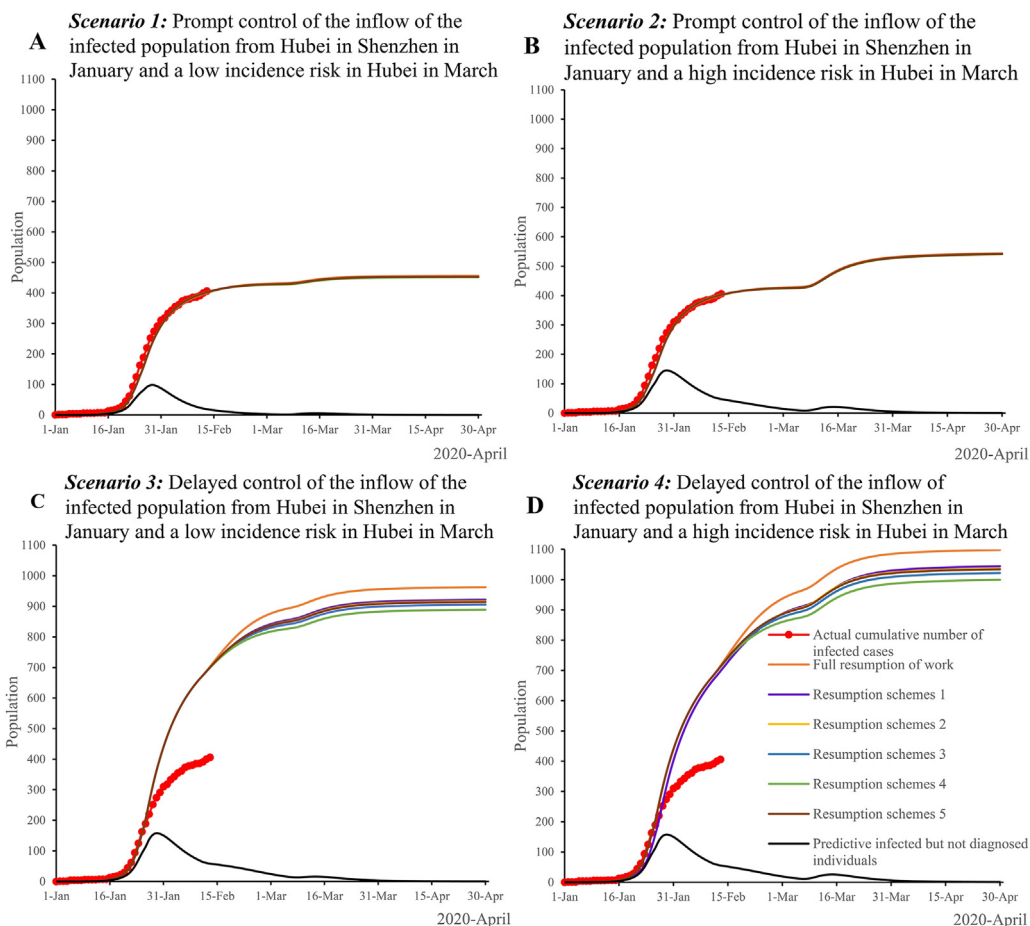 A
Scenario 1: Prompt control of the inflow of the
infected population from Hubei in Shenzhen in
January and a low incidence risk in Hubei in March
1100
1000
900
800
700
600
500
400
300
200
100
0
Population
1-Jan 16-Jan 31-Jan 15-Feb 1-Mar 16-Mar 31-Mar 15-Apr 30-Apr
2020-April
B
Scenario 2: Prompt control of the inflow of the
infected population from Hubei in Shenzhen in
January and a high incidence risk in Hubei in March
1100
1000
900
800
700
600
500
400
300
200
100
0
Population
1-Jan 16-Jan 31-Jan 15-Feb 1-Mar 16-Mar 31-Mar 15-Apr 30-Apr
2020-April
C
Scenario 3: Delayed control of the inflow of the
infected population from Hubei in Shenzhen in
January and a low incidence risk in Hubei in March
1100
1000
900
800
700
600
500
400
300
200
100
0
Population
1-Jan 16-Jan 31-Jan 15-Feb 1-Mar 16-Mar 31-Mar 15-Apr 30-Apr
2020-April
D
Scenario 4: Delayed control of the inflow of
infected population from Hubei in Shenzhen in
January and a high incidence risk in Hubei in March
1100
1000
900
800
700
600
500
400
300
200
100
0
Population
Actual cumulative number of
infected cases
Full resumption of work
Resumption schemes 1
Resumption schemes 2
Resumption schemes 3
Resumption schemes 4
Resumption schemes 5
Predictive infected but not diagnosed
individuals
1-Jan 16-Jan 31-Jan 15-Feb 1-Mar 16-Mar 31-Mar 15-Apr 30-Apr
2020-April